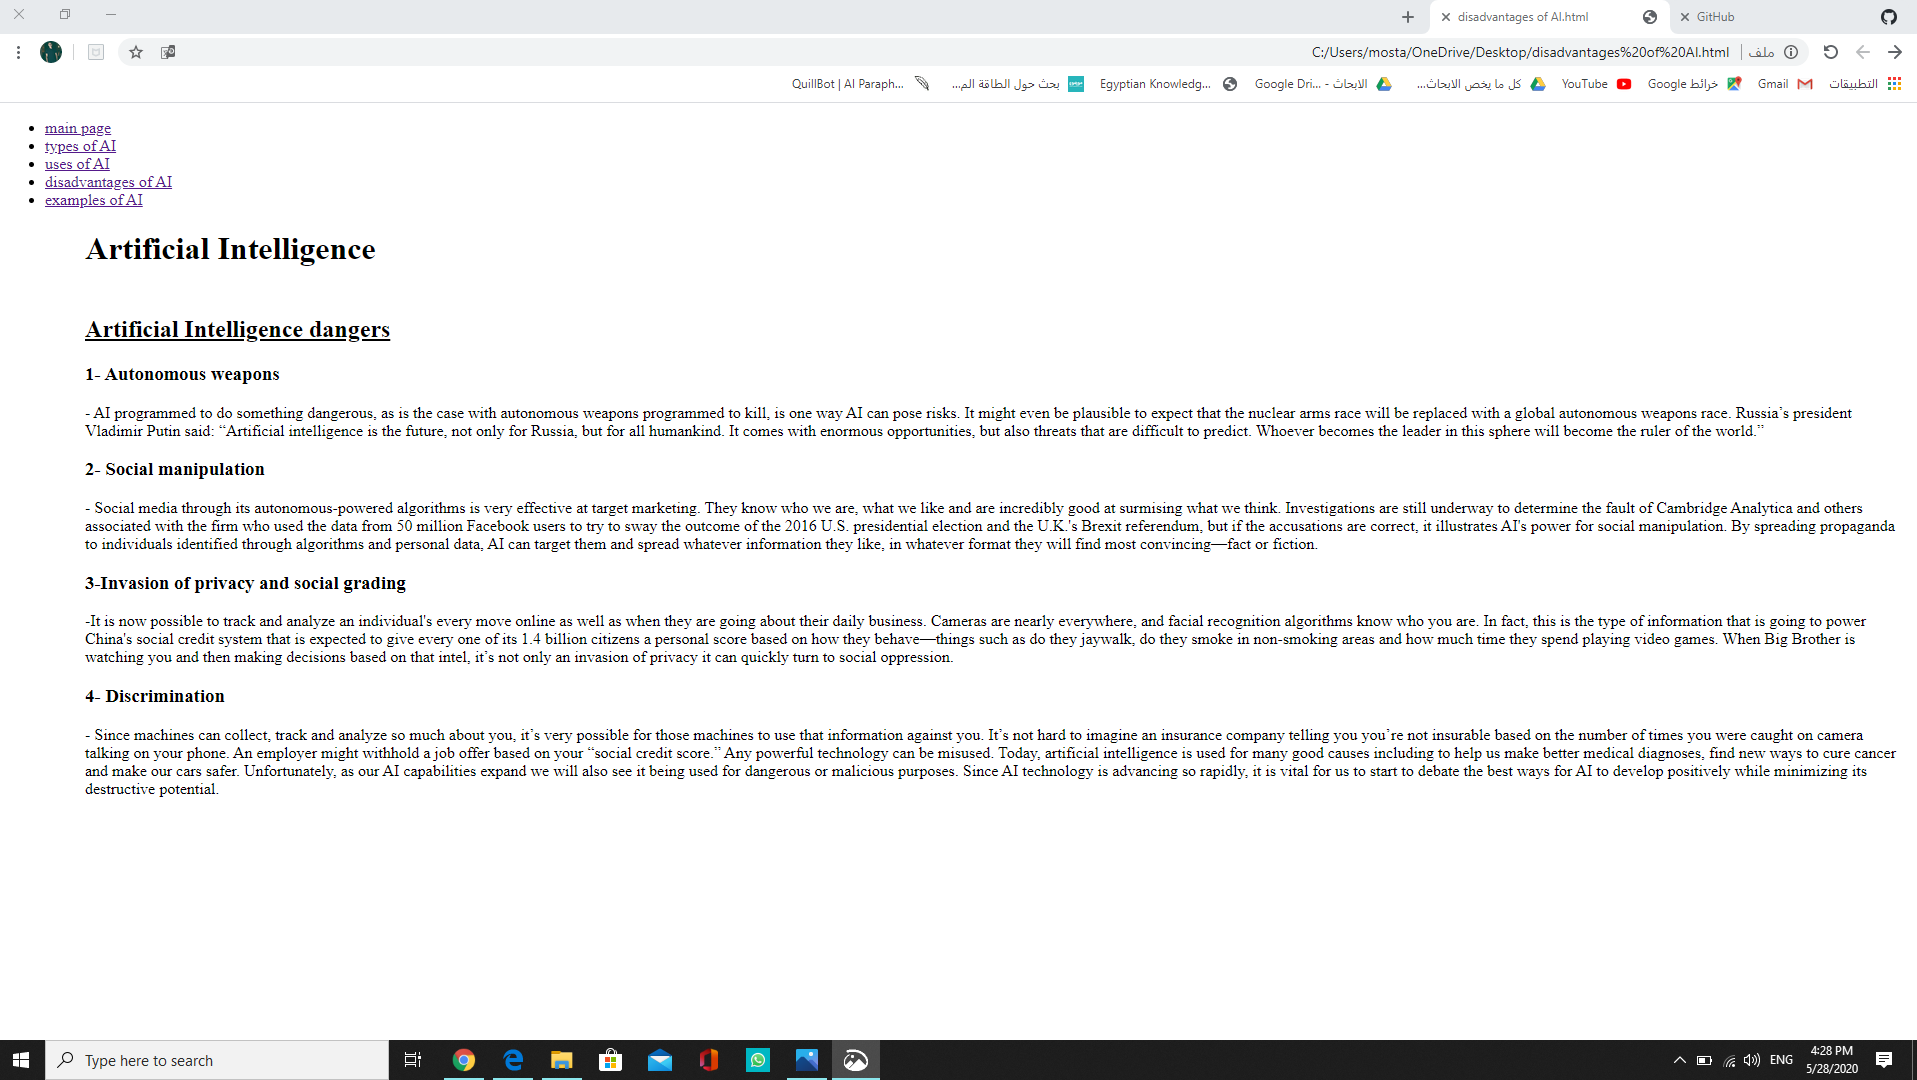 disadvantages of AI.html
GitHub
C:/Users/mosta/OneDrive/Desktop/disadvantages%20of%20AI.html
ملف
QuillBot | AI Paraph...
بحث حول الطاقة الم...
Egyptian Knowledg...
الابحاث - Google Dri...
كل ما يخص الابحاث...
YouTube
خرائط Google
Gmail
التطبيقات
main page
types of AI
uses of AI
disadvantages of AI
examples of AI
Artificial Intelligence
Artificial Intelligence dangers
1- Autonomous weapons
- AI programmed to do something dangerous, as is the case with autonomous weapons programmed to kill, is one way AI can pose risks. It might even be plausible to expect that the nuclear arms race will be replaced with a global autonomous weapons race. Russia’s president
Vladimir Putin said: “Artificial intelligence is the future, not only for Russia, but for all humankind. It comes with enormous opportunities, but also threats that are difficult to predict. Whoever becomes the leader in this sphere will become the ruler of the world.”
2- Social manipulation
- Social media through its autonomous-powered algorithms is very effective at target marketing. They know who we are, what we like and are incredibly good at surmising what we think. Investigations are still underway to determine the fault of Cambridge Analytica and others
associated with the firm who used the data from 50 million Facebook users to try to sway the outcome of the 2016 U.S. presidential election and the U.K.'s Brexit referendum, but if the accusations are correct, it illustrates AI's power for social manipulation. By spreading propaganda
to individuals identified through algorithms and personal data, AI can target them and spread whatever information they like, in whatever format they will find most convincing—fact or fiction.
3-Invasion of privacy and social grading
-It is now possible to track and analyze an individual's every move online as well as when they are going about their daily business. Cameras are nearly everywhere, and facial recognition algorithms know who you are. In fact, this is the type of information that is going to power
China's social credit system that is expected to give every one of its 1.4 billion citizens a personal score based on how they behave—things such as do they jaywalk, do they smoke in non-smoking areas and how much time they spend playing video games. When Big Brother is
watching you and then making decisions based on that intel, it’s not only an invasion of privacy it can quickly turn to social oppression.
4- Discrimination
- Since machines can collect, track and analyze so much about you, it’s very possible for those machines to use that information against you. It’s not hard to imagine an insurance company telling you you’re not insurable based on the number of times you were caught on camera
talking on your phone. An employer might withhold a job offer based on your “social credit score.” Any powerful technology can be misused. Today, artificial intelligence is used for many good causes including to help us make better medical diagnoses, find new ways to cure cancer
and make our cars safer. Unfortunately, as our AI capabilities expand we will also see it being used for dangerous or malicious purposes. Since AI technology is advancing so rapidly, it is vital for us to start to debate the best ways for AI to develop positively while minimizing its
destructive potential.
Type here to search
ENG
4:28 PM
5/28/2020